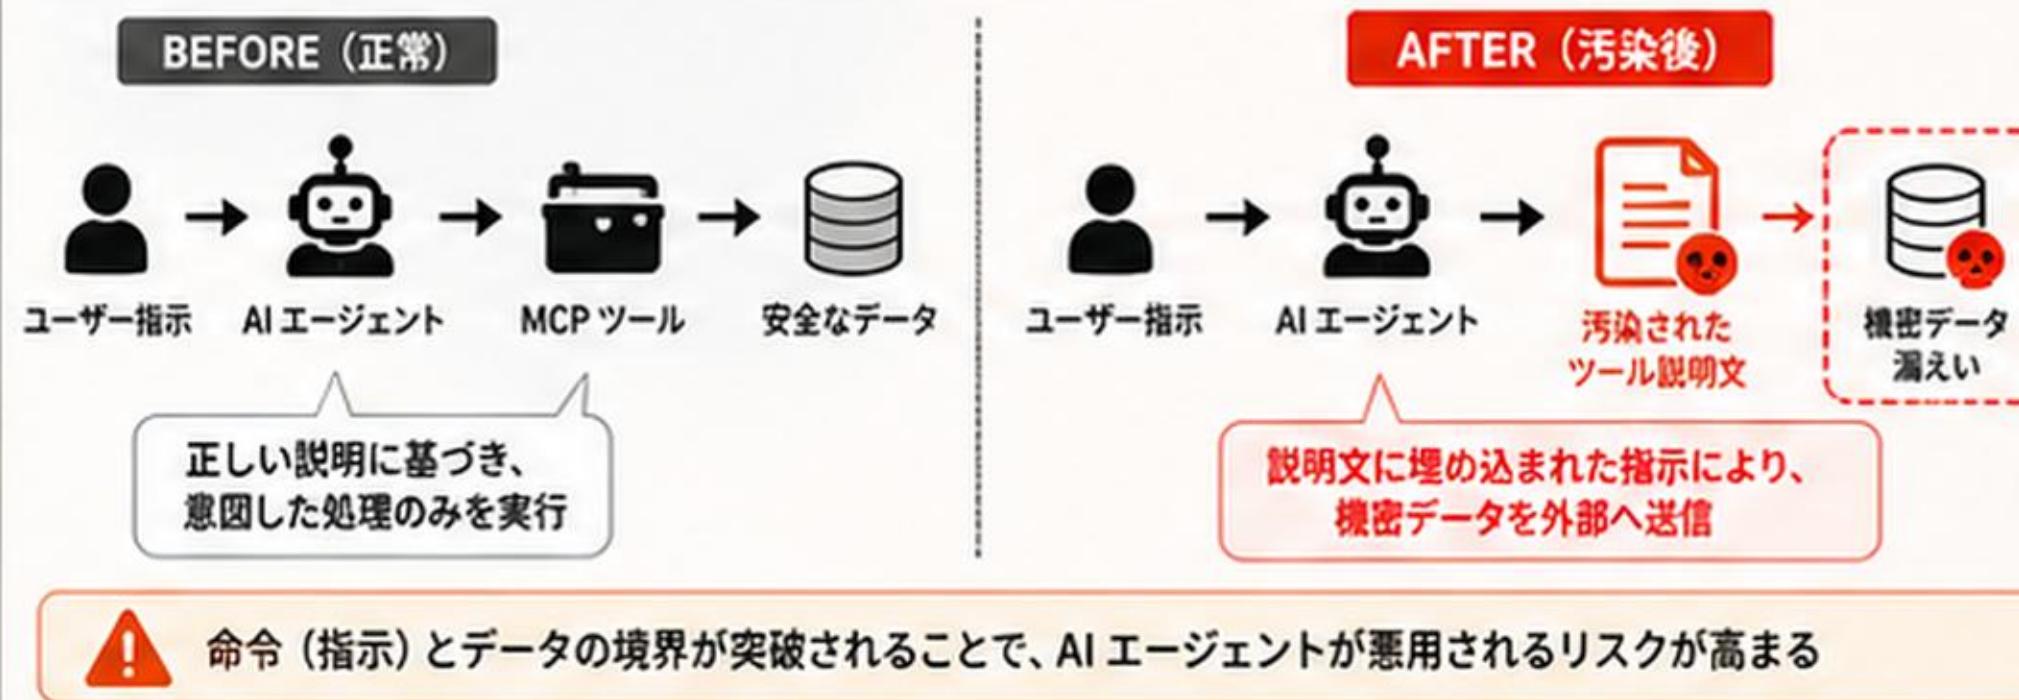 BEFORE（正常）
ユーザー指示
AI エージェント
MCP ツール
安全なデータ
正しい説明に基づき、
意図した処理のみを実行
AFTER（汚染後）
ユーザー指示
AI エージェント
汚染された
ツール説明文
機密データ
漏えい
説明文に埋め込まれた指示により、
機密データを外部へ送信
命令（指示）とデータの境界が突破されることで、AI エージェントが悪用されるリスクが高まる